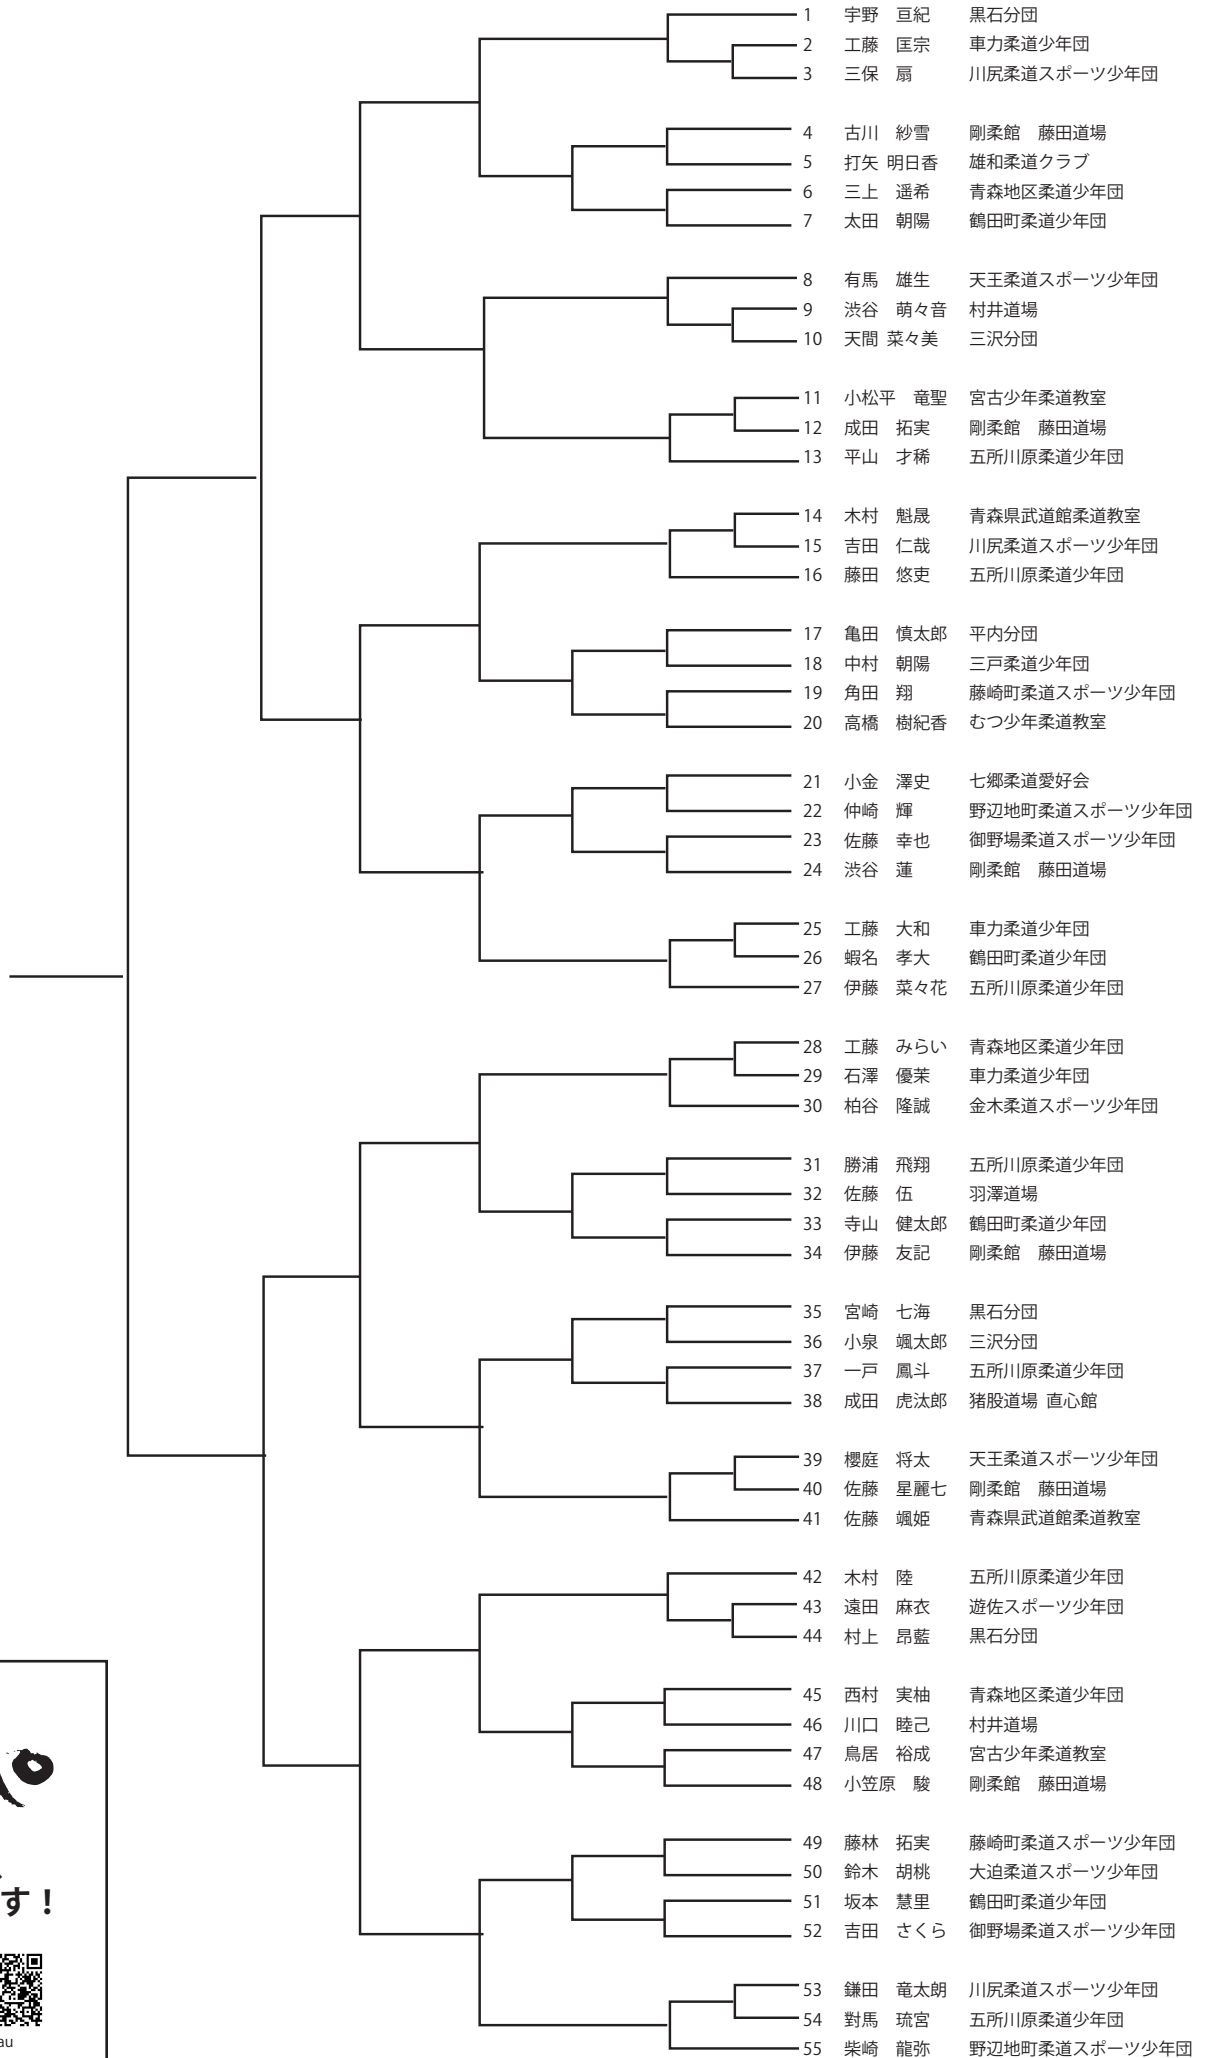 1 宇野　亘紀 黒石分団
2 工藤　匡宗 車力柔道少年団
3 三保　扇 川尻柔道スポーツ少年団
4 古川　紗雪 剛柔館　藤田道場
5 打矢 明日香 雄和柔道クラブ
6 三上　遥希 青森地区柔道少年団
7 太田　朝陽 鶴田町柔道少年団
8 有馬　雄生 天王柔道スポーツ少年団
9 渋谷　萌々音 村井道場
10 天間 菜々美 三沢分団
11 小松平　竜聖 宮古少年柔道教室
12 成田　拓実 剛柔館　藤田道場
13 平山　才稀 五所川原柔道少年団
14 木村　魁晟 青森県武道館柔道教室
15 吉田　仁哉 川尻柔道スポーツ少年団
16 藤田　悠吏 五所川原柔道少年団
17 亀田　慎太郎 平内分団
18 中村　朝陽 三戸柔道少年団
19 角田　翔 藤崎町柔道スポーツ少年団
20 高橋　樹紀香 むつ少年柔道教室
21 小金　澤史 七郷柔道愛好会
22 仲崎　輝 野辺地町柔道スポーツ少年団
23 佐藤　幸也 御野場柔道スポーツ少年団
24 渋谷　蓮 剛柔館　藤田道場
25 工藤　大和 車力柔道少年団
26 蝦名　孝大 鶴田町柔道少年団
27 伊藤　菜々花 五所川原柔道少年団
28 工藤　みらい 青森地区柔道少年団
29 石澤　優茉 車力柔道少年団
30 柏谷　隆誠 金木柔道スポーツ少年団
31 勝浦　飛翔 五所川原柔道少年団
32 佐藤　伍 羽澤道場
33 寺山　健太郎 鶴田町柔道少年団
34 伊藤　友記 剛柔館　藤田道場
35 宮崎　七海 黒石分団
36 小泉　颯太郎 三沢分団
37 一戸　鳳斗 五所川原柔道少年団
38 成田　虎汰郎 猪股道場 直心館
39 櫻庭　将太 天王柔道スポーツ少年団
40 佐藤　星麗七 剛柔館　藤田道場
41 佐藤　颯姫 青森県武道館柔道教室
42 木村　陸 五所川原柔道少年団
43 遠田　麻衣 遊佐スポーツ少年団
44 村上　昂藍 黒石分団
45 西村　実柚 青森地区柔道少年団
46 川口　睦己 村井道場
47 鳥居　裕成 宮古少年柔道教室
48 小笠原　駿 剛柔館　藤田道場
49 藤林　拓実 藤崎町柔道スポーツ少年団
50 鈴木　胡桃 大迫柔道スポーツ少年団
51 坂本　慧里 鶴田町柔道少年団
52 吉田　さくら 御野場柔道スポーツ少年団
53 鎌田　竜太朗 川尻柔道スポーツ少年団
54 對馬　琉宮 五所川原柔道少年団
55 柴崎　龍弥 野辺地町柔道スポーツ少年団
す！
au